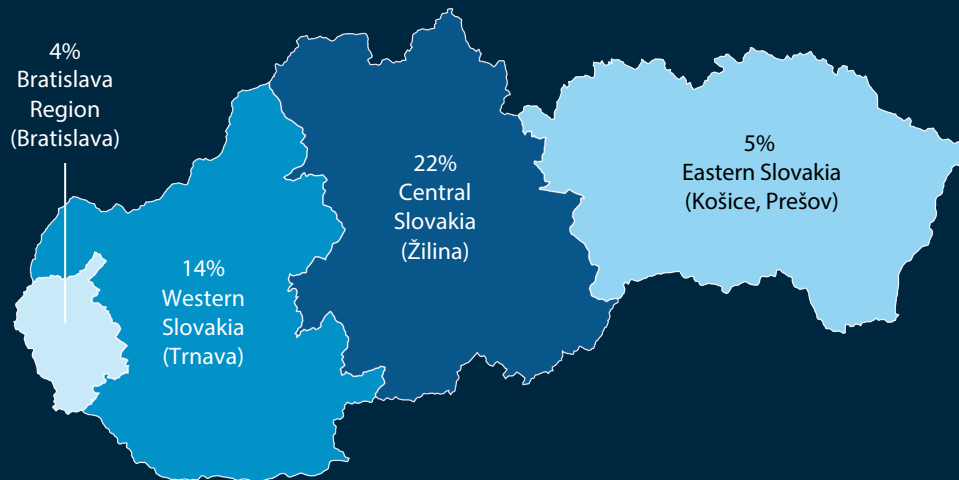 4%
Bratislava
Region
(Bratislava)
14%
Western
Slovakia
(Trnava)
22%
Central
Slovakia
(Žilina)
5%
Eastern Slovakia
(Košice, Prešov)